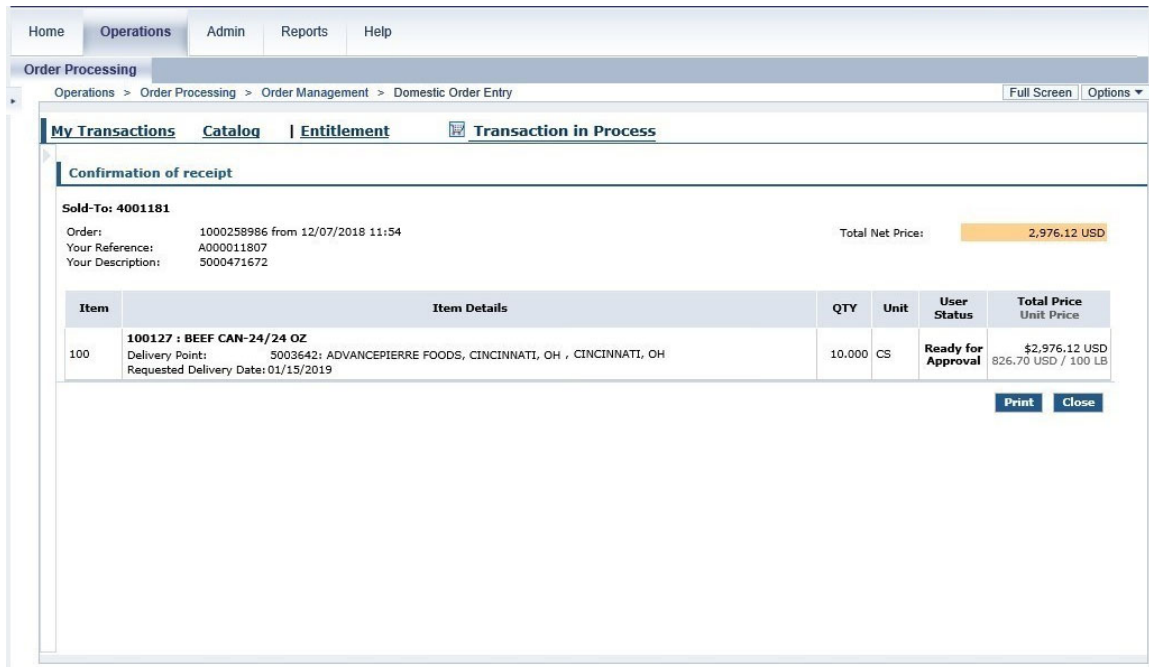 Home Operations Admin Reports Help
Order Processing
Operations > Order Processing > Order Management > Domestic Order Entry Full Screen Options
My Transactions Catalog | Entitlement Transaction in Process
Confirmation of receipt
Sold-To: 4001181
Order: 1000258986 from 12/07/2018 11:54 Total Net Price: 2,976.12 USD
Your Reference: A000011807
Your Description: 5000471672
Item Item Details QTY Unit User Status Total Price Unit Price
100 100127 : BEEF CAN-24/24 OZ 10.000 CS Ready for Approval $2,976.12 USD
Delivery Point: 5003642: ADVANCEPIERRE FOODS, CINCINNATI, OH , CINCINNATI, OH 826.70 USD / 100 LB
Requested Delivery Date: 01/15/2019
Print Close